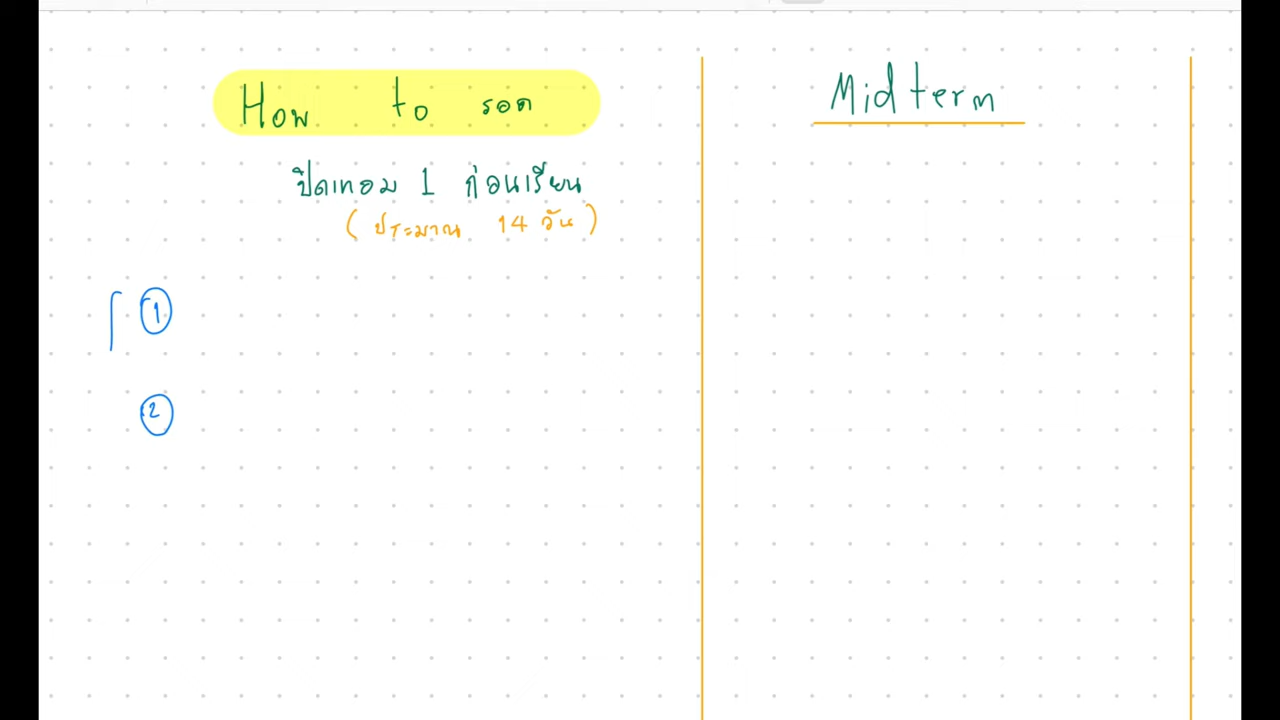 How to รอด
ปิดเทอม 1 ก่อนเรียน
(ประมาณ 14 วัน)
1
2
Midterm